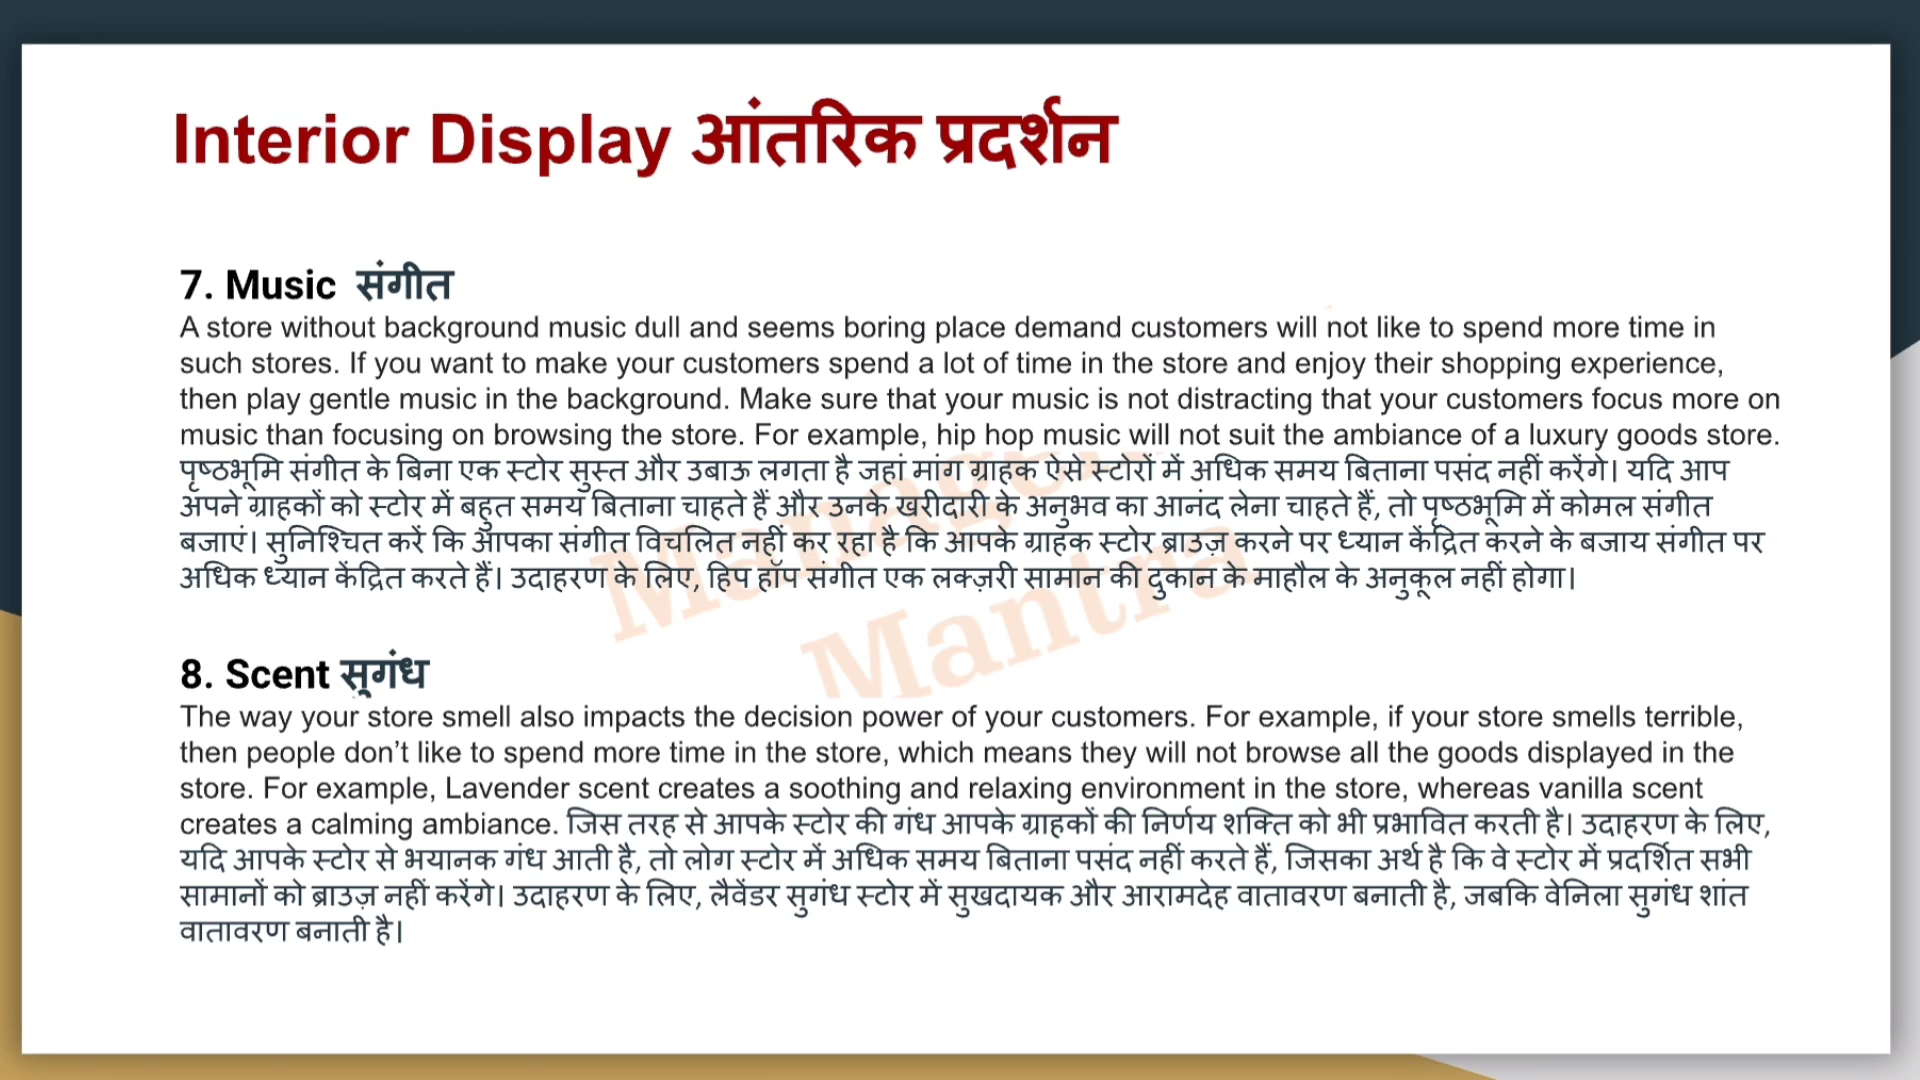 Interior Display आंतरिक प्रदर्शन
7. Music संगीत
A store without background music dull and seems boring place demand customers will not like to spend more time in
such stores. If you want to make your customers spend a lot of time in the store and enjoy their shopping experience,
then play gentle music in the background. Make sure that your music is not distracting that your customers focus more on
music than focusing on browsing the store. For example, hip hop music will not suit the ambiance of a luxury goods store.
पृष्ठभूमि संगीत के बिना एक स्टोर सुस्त और उबाऊ लगता है जहां मांग ग्राहक ऐसे स्टोरों में अधिक समय बिताना पसंद नहीं करेंगे। यदि आप
अपने ग्राहकों को स्टोर में बहुत समय बिताना चाहते हैं और उनके खरीदारी के अनुभव का आनंद लेना चाहते हैं, तो पृष्ठभूमि में कोमल संगीत
बजाएं। सुनिश्चित करें कि आपका संगीत विचलित नहीं कर रहा है कि आपके ग्राहक स्टोर ब्राउज़ करने पर ध्यान केंद्रित करने के बजाय संगीत पर
अधिक ध्यान केंद्रित करते हैं। उदाहरण के लिए, हिप हॉप संगीत एक लक्ज़री सामान की दुकान के माहौल के अनुकूल नहीं होगा।
Mantra
8. Scent सुगंध
The way your store smell also impacts the decision power of your customers. For example, if your store smells terrible,
then people don’t like to spend more time in the store, which means they will not browse all the goods displayed in the
store. For example, Lavender scent creates a soothing and relaxing environment in the store, whereas vanilla scent
creates a calming ambiance. जिस तरह से आपके स्टोर की गंध आपके ग्राहकों की निर्णय शक्ति को भी प्रभावित करती है। उदाहरण के लिए,
यदि आपके स्टोर से भयानक गंध आती है, तो लोग स्टोर में अधिक समय बिताना पसंद नहीं करते हैं, जिसका अर्थ है कि वे स्टोर में प्रदर्शित सभी
सामानों को ब्राउज़ नहीं करेंगे। उदाहरण के लिए, लैवेंडर सुगंध स्टोर में सुखदायक और आरामदेह वातावरण बनाती है, जबकि वेनिला सुगंध शांत
वातावरण बनाती है।